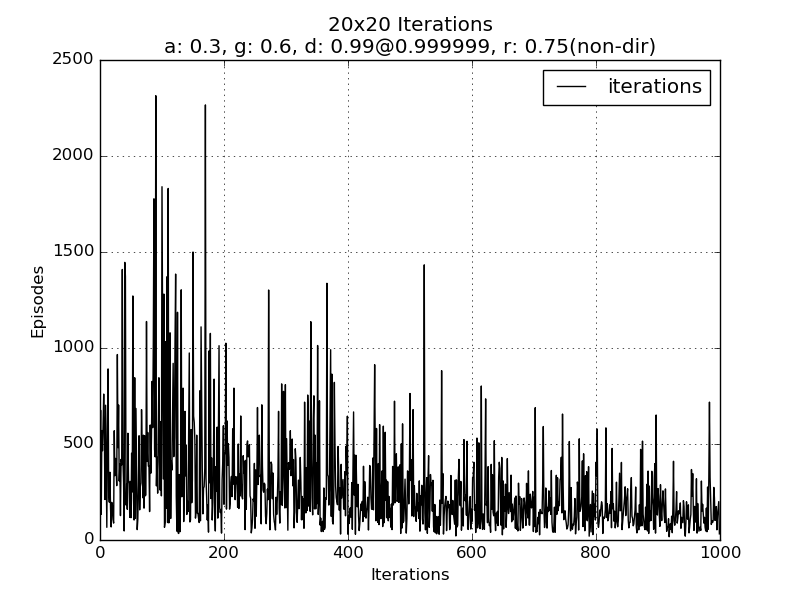 20x20 Iterations
a: 0.3, g: 0.6, d: 0.99@0.999999, r: 0.75(non-dir)
2500
iterations
2000
1500
Episodes
1000
500
0
0 200 400 600 800 1000
Iterations